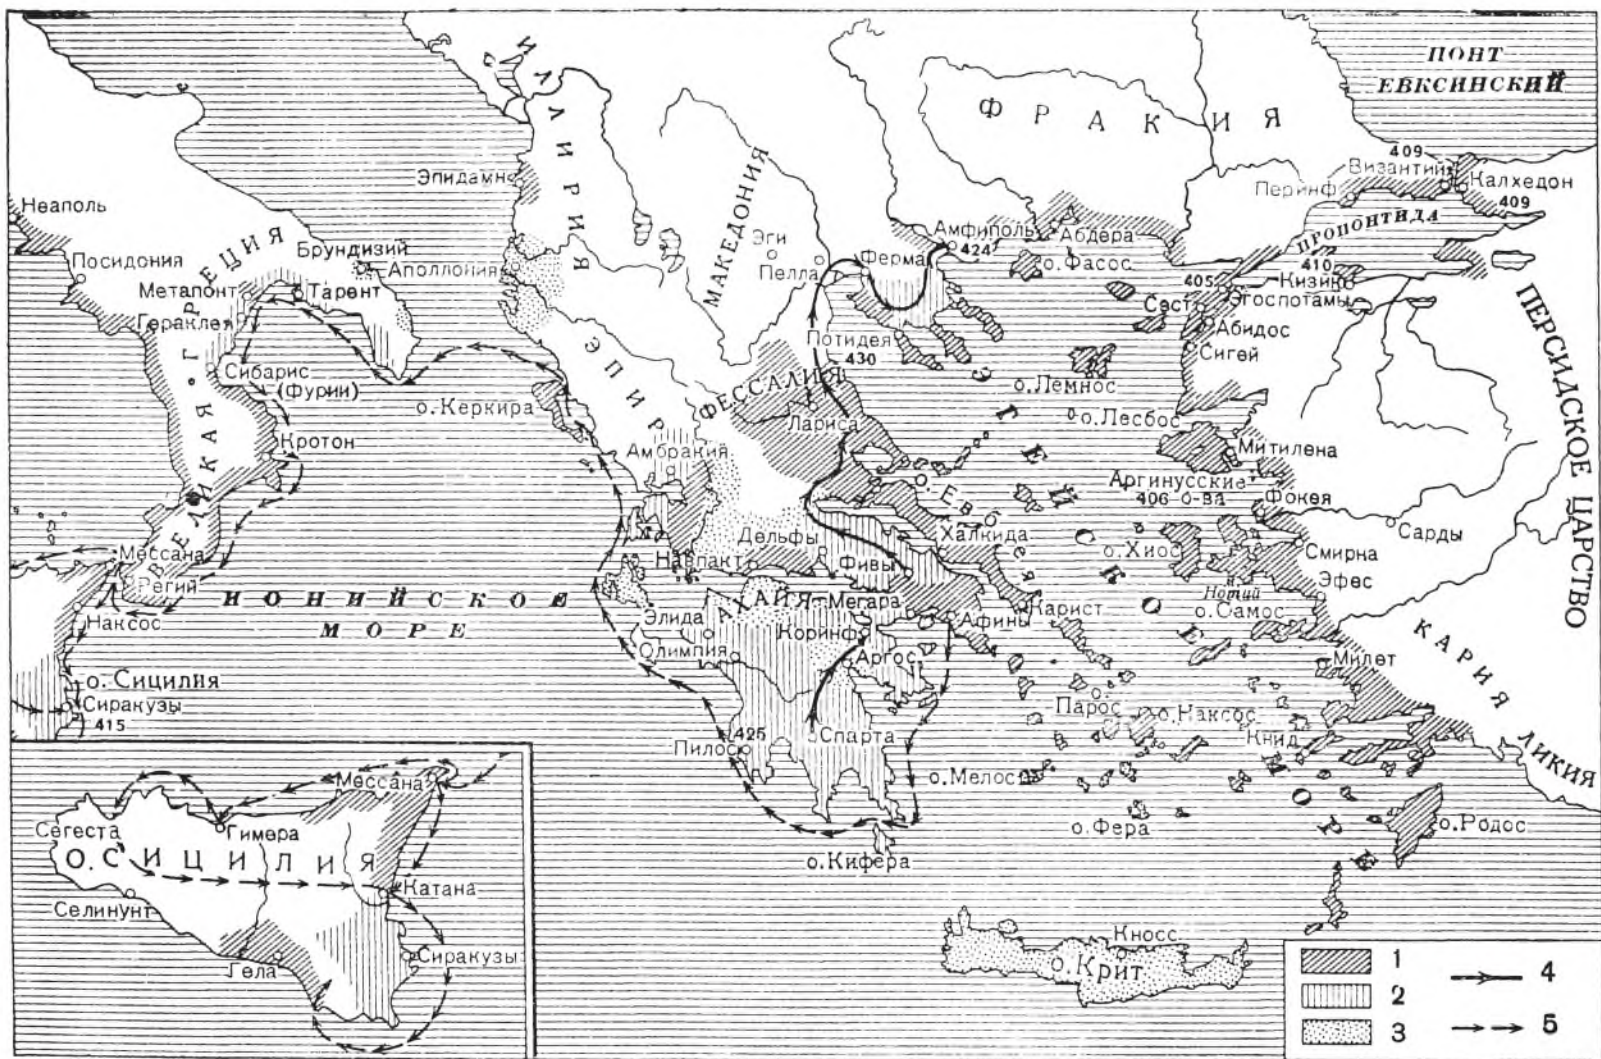 ПОНТ
ЕВКСИНСКИЙ
ИЛЛИРИЯ
ФРАКИЯ
МАКЕДОНИЯ
Эпидамн
Неаполь
Посидония
Брундизий
Аполлония
Метапонт
Тарент
Гераклея
Сибарис
(Фурии)
Кротон
ВЕЛИКАЯ ГРЕЦИЯ
Мессана
Регий
Наксос
о. Сицилия
Сиракузы
415
ИОНИЙСКОЕ
МОРЕ
Эги
Пелла
Ферма
Амфиполь
424
Абдера
о. Фасос
409
Византий
Перинф
Калхедон
409
ПРОПОНТИДА
410
Кизик
405
Эгоспотамы
Сест
Абидос
Сигей
Потидея
430
ЭПИР
ФЕССАЛИЯ
Лариса
о. Керкира
Амбракия
о. Лемнос
о. Лесбос
Митилена
Аргинусские
406 о-ва
Фокея
Сарды
ПЕРСИДСКОЕ ЦАРСТВО
ЭГЕЙСКОЕ МОРЕ
о. Евбея
Халкида
Дельфы
Фивы
Навпакт
о. Хиос
Смирна
Эфес
Нотий
о. Самос
АХАЙЯ
Мегара
Афины
Карист
Элида
Коринф
Олимпия
Аргос
Милет
КАРИЯ
ЛИКИЯ
Парос
о. Наксос
Книд
425
Пилос
Спарта
о. Мелос
о. Фера
о. Родос
о. Кифера
Кносс
о. Крит
Мессана
Сегеста
Гимера
О. СИЦИЛИЯ
Катана
Селинунт
Гела
Сиракузы
1
2
3
4
5